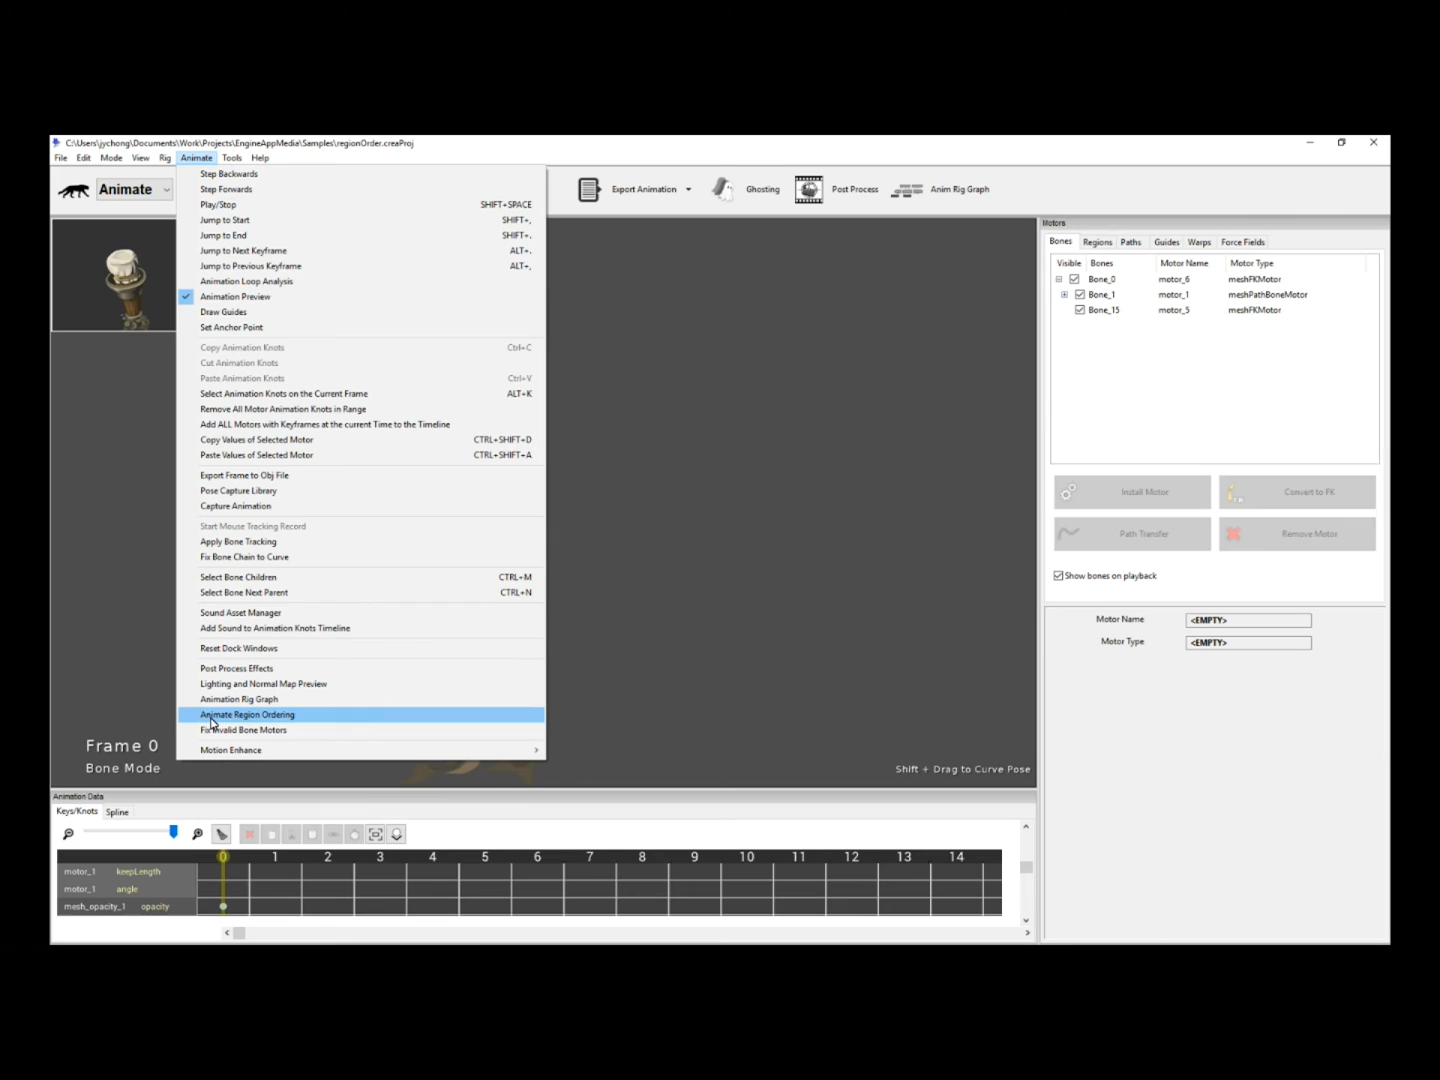 C:\Users\jychong\Documents\Work\Projects\EngineAppMedia\Samples\regionOrder.creaProj
File Edit Mode View Rig Animate Tools Help
Animate
Export Animation
Ghosting
Post Process
Anim Rig Graph
Step Backwards
Step Forwards
Play/Stop SHIFT+SPACE
Jump to Start SHIFT+,
Jump to End SHIFT+.
Jump to Next Keyframe ALT+.
Jump to Previous Keyframe ALT+,
Animation Loop Analysis
Animation Preview
Draw Guides
Set Anchor Point
Copy Animation Knots Ctrl+C
Cut Animation Knots
Paste Animation Knots Ctrl+V
Select Animation Knots on the Current Frame ALT+K
Remove All Motor Animation Knots in Range
Add ALL Motors with Keyframes at the current Time to the Timeline
Copy Values of Selected Motor CTRL+SHIFT+D
Paste Values of Selected Motor CTRL+SHIFT+A
Export Frame to Obj File
Pose Capture Library
Capture Animation
Start Mouse Tracking Record
Apply Bone Tracking
Fix Bone Chain to Curve
Select Bone Children CTRL+M
Select Bone Next Parent CTRL+N
Sound Asset Manager
Add Sound to Animation Knots Timeline
Reset Dock Windows
Post Process Effects
Lighting and Normal Map Preview
Animation Rig Graph
Animate Region Ordering
Fix Invalid Bone Motors
Motion Enhance
Frame 0
Bone Mode
Shift + Drag to Curve Pose
Motors
Bones Regions Paths Guides Warps Force Fields
Visible Bones Motor Name Motor Type
Bone_0 motor_6 meshFKMotor
Bone_1 motor_1 meshPathBoneMotor
Bone_15 motor_5 meshFKMotor
Install Motor
Convert to FK
Path Transfer
Remove Motor
Show bones on playback
Motor Name <EMPTY>
Motor Type <EMPTY>
Animation Data
Keys/Knots Spline
0 1 2 3 4 5 6 7 8 9 10 11 12 13 14
motor_1 keepLength
motor_1 angle
mesh_opacity_1 opacity